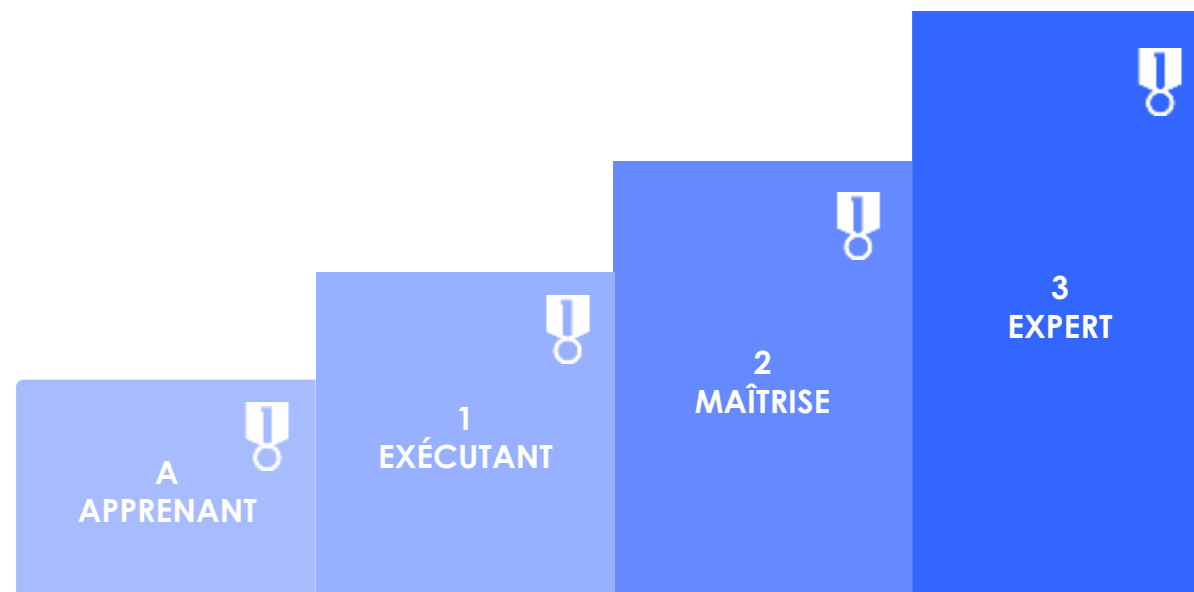 A
APPRENANT
1
EXÉCUTANT
2
MAÎTRISE
3
EXPERT